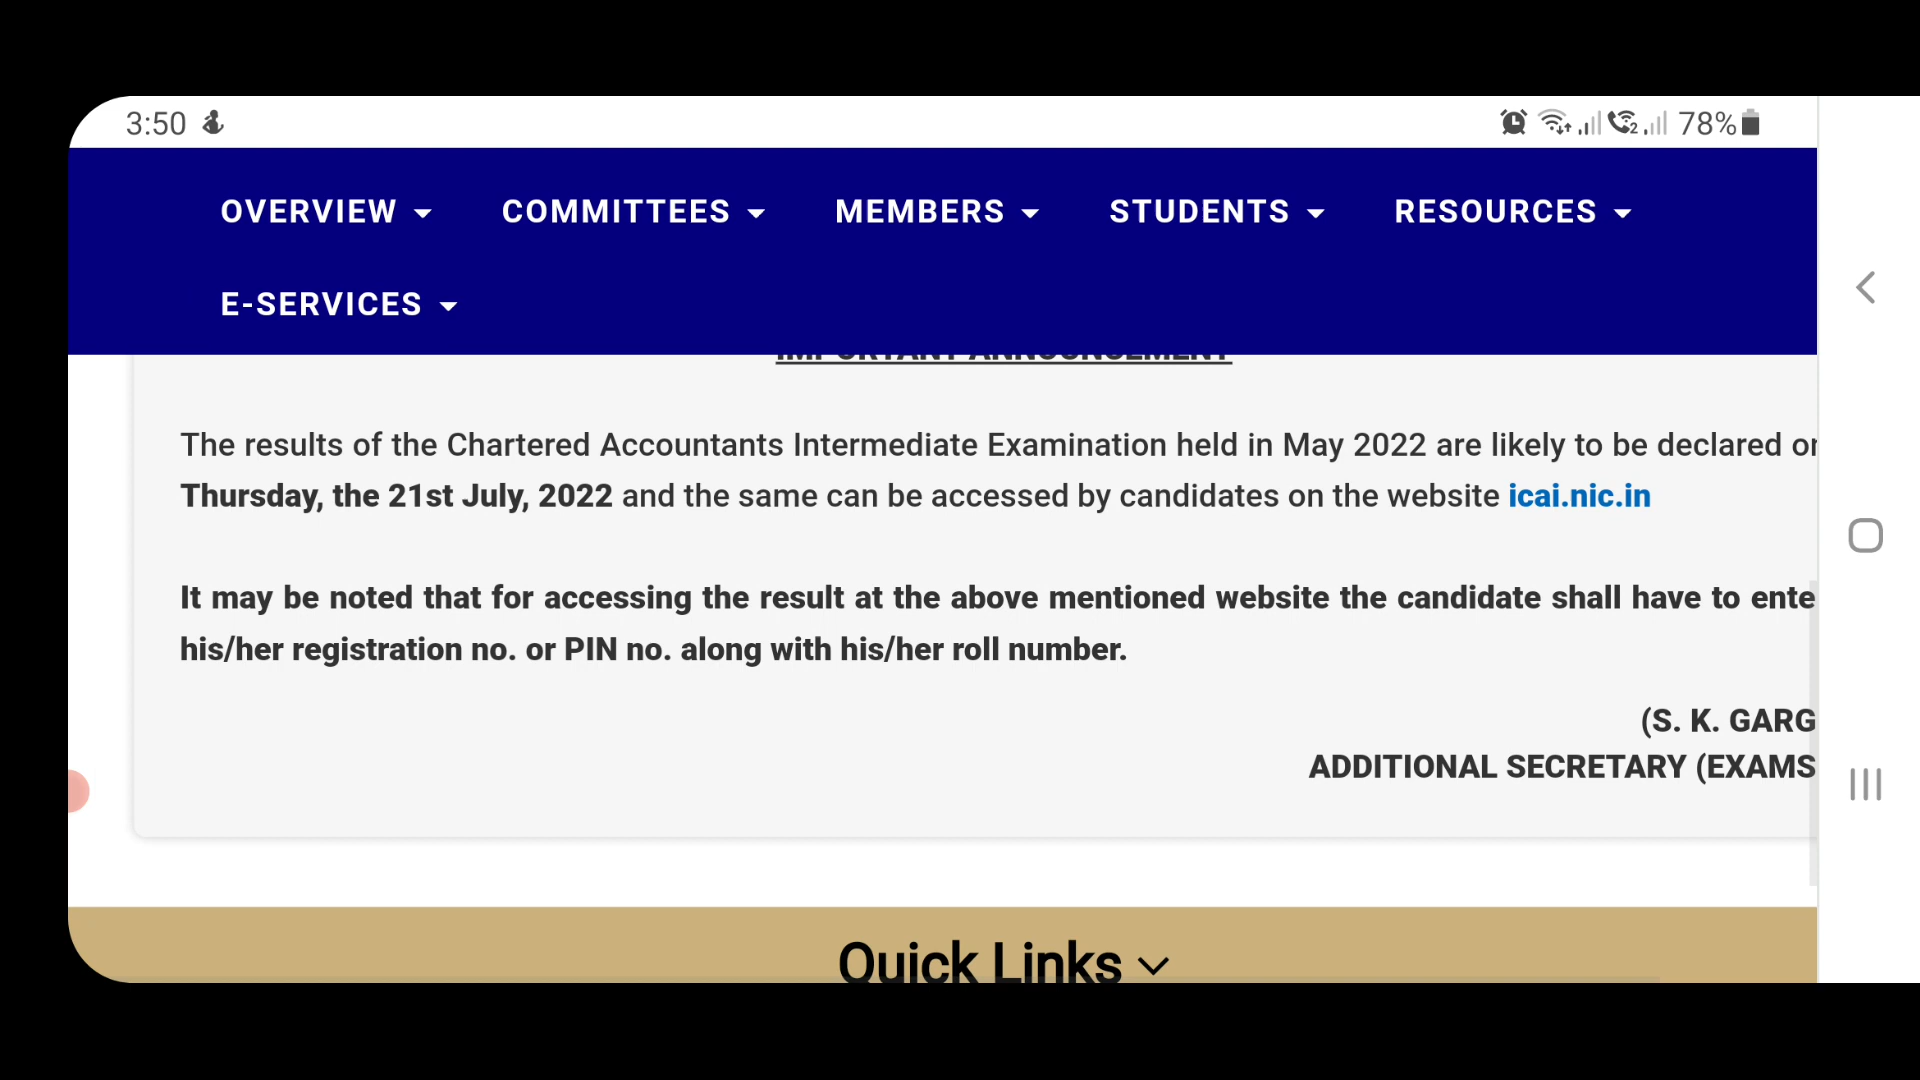 3:50 78%
OVERVIEW COMMITTEES MEMBERS STUDENTS RESOURCES
E-SERVICES
IMPORTANT ANNOUNCEMENT
The results of the Chartered Accountants Intermediate Examination held in May 2022 are likely to be declared on
Thursday, the 21st July, 2022 and the same can be accessed by candidates on the website icai.nic.in
It may be noted that for accessing the result at the above mentioned website the candidate shall have to ente
his/her registration no. or PIN no. along with his/her roll number.
(S. K. GARG
ADDITIONAL SECRETARY (EXAMS
Quick Links